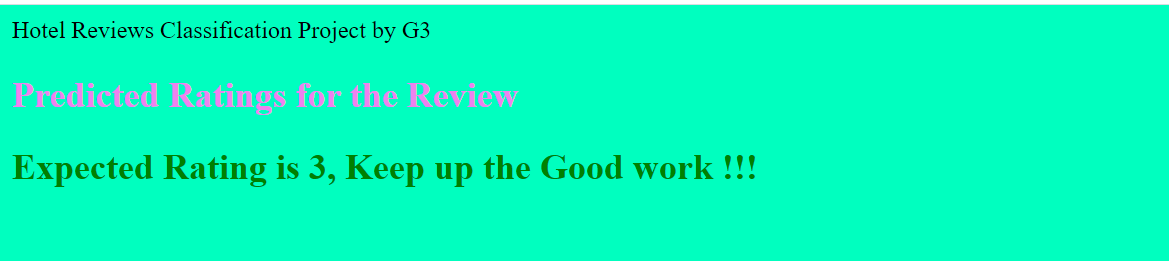 Hotel Reviews Classification Project by G3
Predicted Ratings for the Review
Expected Rating is 3, Keep up the Good work !!!